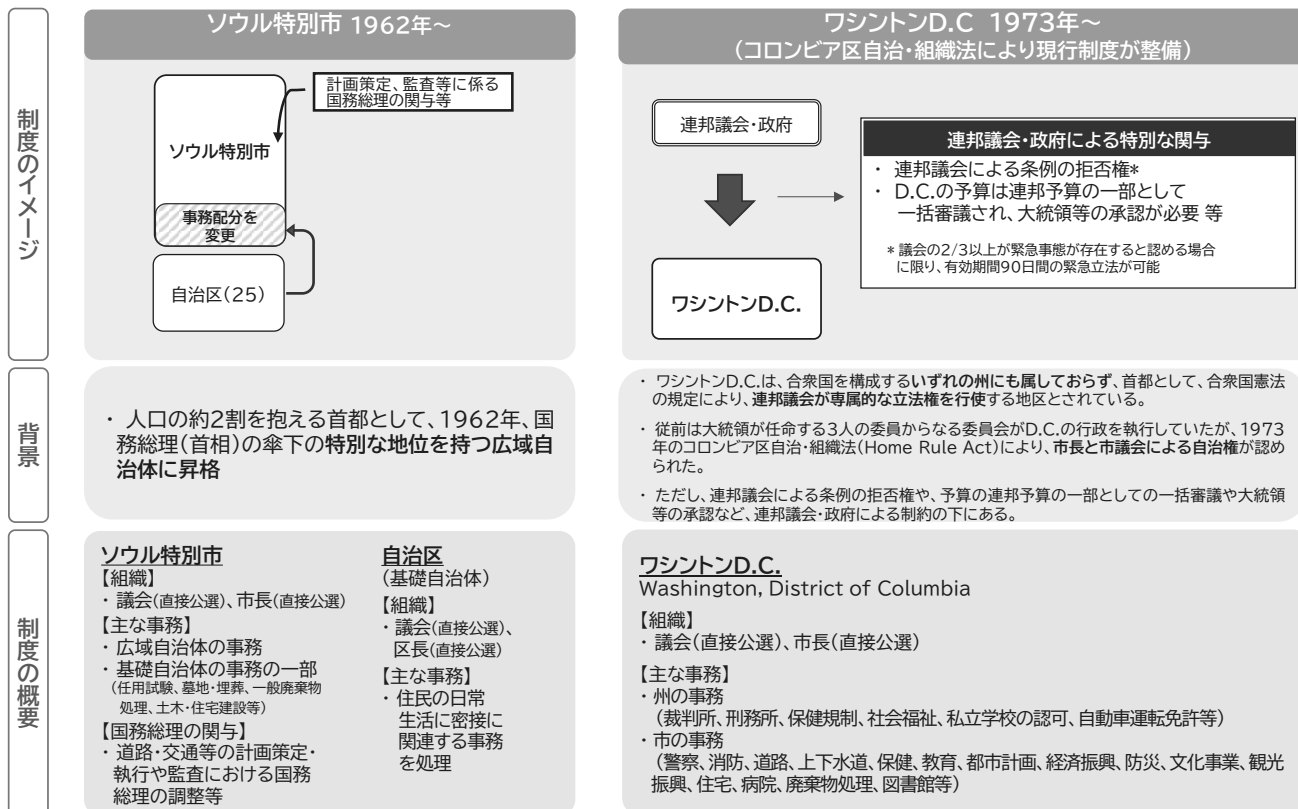 制度のイメージ
ソウル特別市 1962年～
計画策定、監査等に係る
国務総理の関与等
ソウル特別市
事務配分を
変更
自治区(25)
ワシントンD.C 1973年～
(コロンビア区自治・組織法により現行制度が整備)
連邦議会・政府
連邦議会・政府による特別な関与
・ 連邦議会による条例の拒否権*
・ D.C.の予算は連邦予算の一部として
一括審議され、大統領等の承認が必要 等
* 議会の2/3以上が緊急事態が存在すると認める場合
に限り、有効期間90日間の緊急立法が可能
ワシントンD.C.
背景
・ 人口の約2割を抱える首都として、1962年、国
務総理(首相)の傘下の特別な地位を持つ広域自
治体に昇格
・ ワシントンD.C.は、合衆国を構成するいずれの州にも属しておらず、首都として、合衆国憲法
の規定により、連邦議会が専属的な立法権を行使する地区とされている。
・ 従前は大統領が任命する3人の委員からなる委員会がD.C.の行政を執行していたが、1973
年のコロンビア区自治・組織法(Home Rule Act)により、市長と市議会による自治権が認め
られた。
・ ただし、連邦議会による条例の拒否権や、予算の連邦予算の一部としての一括審議や大統領
等の承認など、連邦議会・政府による制約の下にある。
制度の概要
ソウル特別市
【組織】
・ 議会(直接公選)、市長(直接公選)
【主な事務】
・ 広域自治体の事務
・ 基礎自治体の事務の一部
(任用試験、墓地・埋葬、一般廃棄物
処理、土木・住宅建設等)
【国務総理の関与】
・ 道路・交通等の計画策定・
執行や監査における国務
総理の調整等
自治区
(基礎自治体)
【組織】
・ 議会(直接公選)、
区長(直接公選)
【主な事務】
・ 住民の日常
生活に密接に
関連する事務
を処理
ワシントンD.C.
Washington, District of Columbia
【組織】
・ 議会(直接公選)、市長(直接公選)
【主な事務】
・ 州の事務
(裁判所、刑務所、保健規制、社会福祉、私立学校の認可、自動車運転免許等)
・ 市の事務
(警察、消防、道路、上下水道、保健、教育、都市計画、経済振興、防災、文化事業、観光
振興、住宅、病院、廃棄物処理、図書館等)